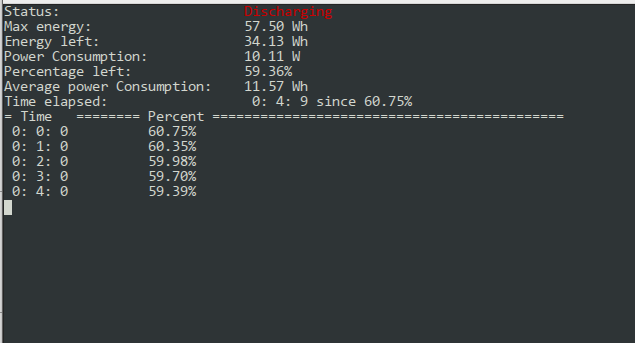 Status: Discharging
Max energy: 57.50 Wh
Energy left: 34.13 Wh
Power Consumption: 10.11 W
Percentage left: 59.36%
Average power Consumption: 11.57 Wh
Time elapsed: 0: 4: 9 since 60.75%
= Time ======== Percent ============================================
0: 0: 0 60.75%
0: 1: 0 60.35%
0: 2: 0 59.98%
0: 3: 0 59.70%
0: 4: 0 59.39%